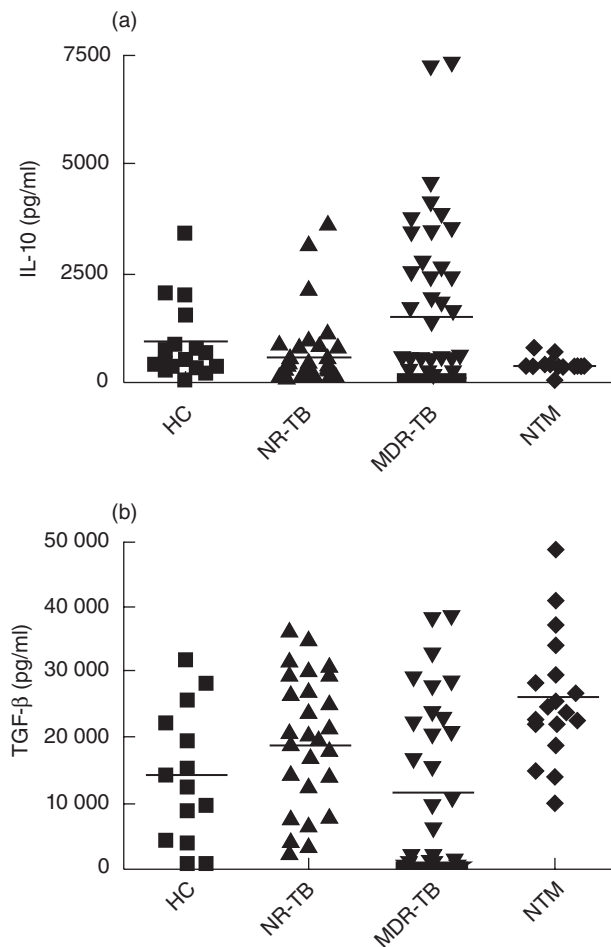 (a)
7500
5000
2500
0
IL-10 (pg/ml)
HC
NR-TB
MDR-TB
NTM
(b)
50 000
40 000
30 000
20 000
10 000
0
TGF-β (pg/ml)
HC
NR-TB
MDR-TB
NTM